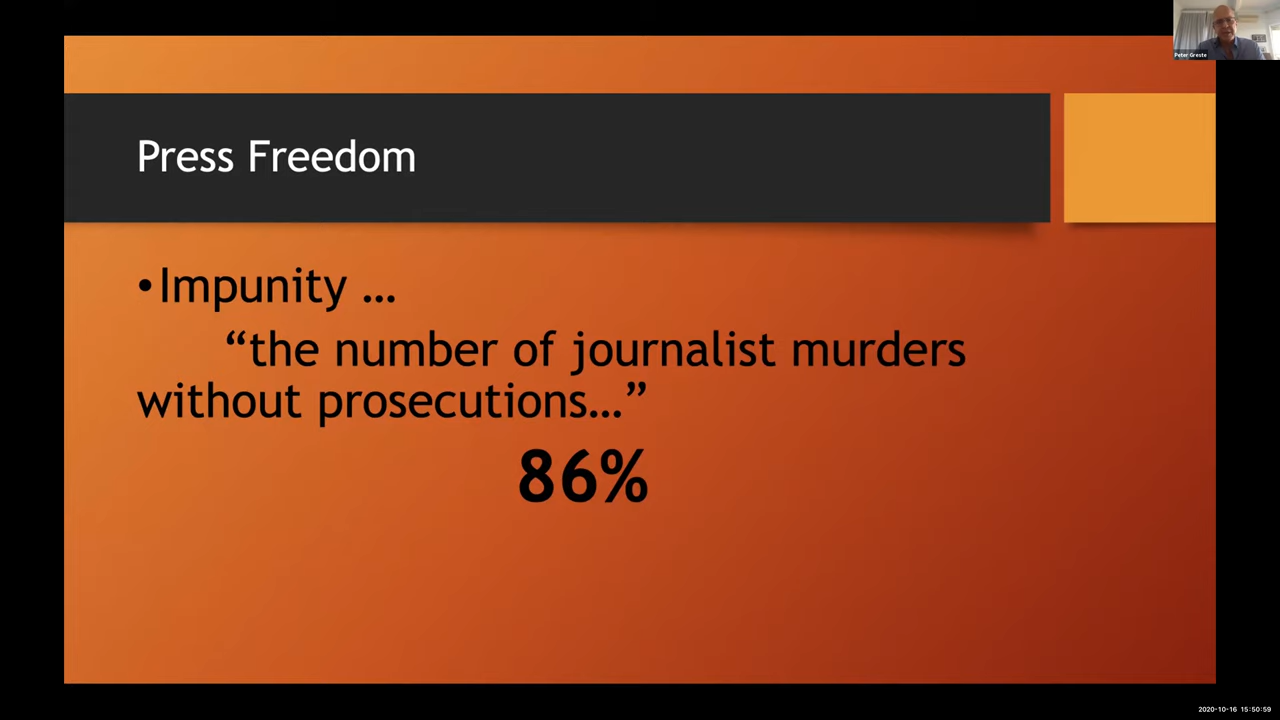 Peter Greste
Press Freedom
•Impunity …
“the number of journalist murders
without prosecutions…”
86%
2020-10-16 15:50:59